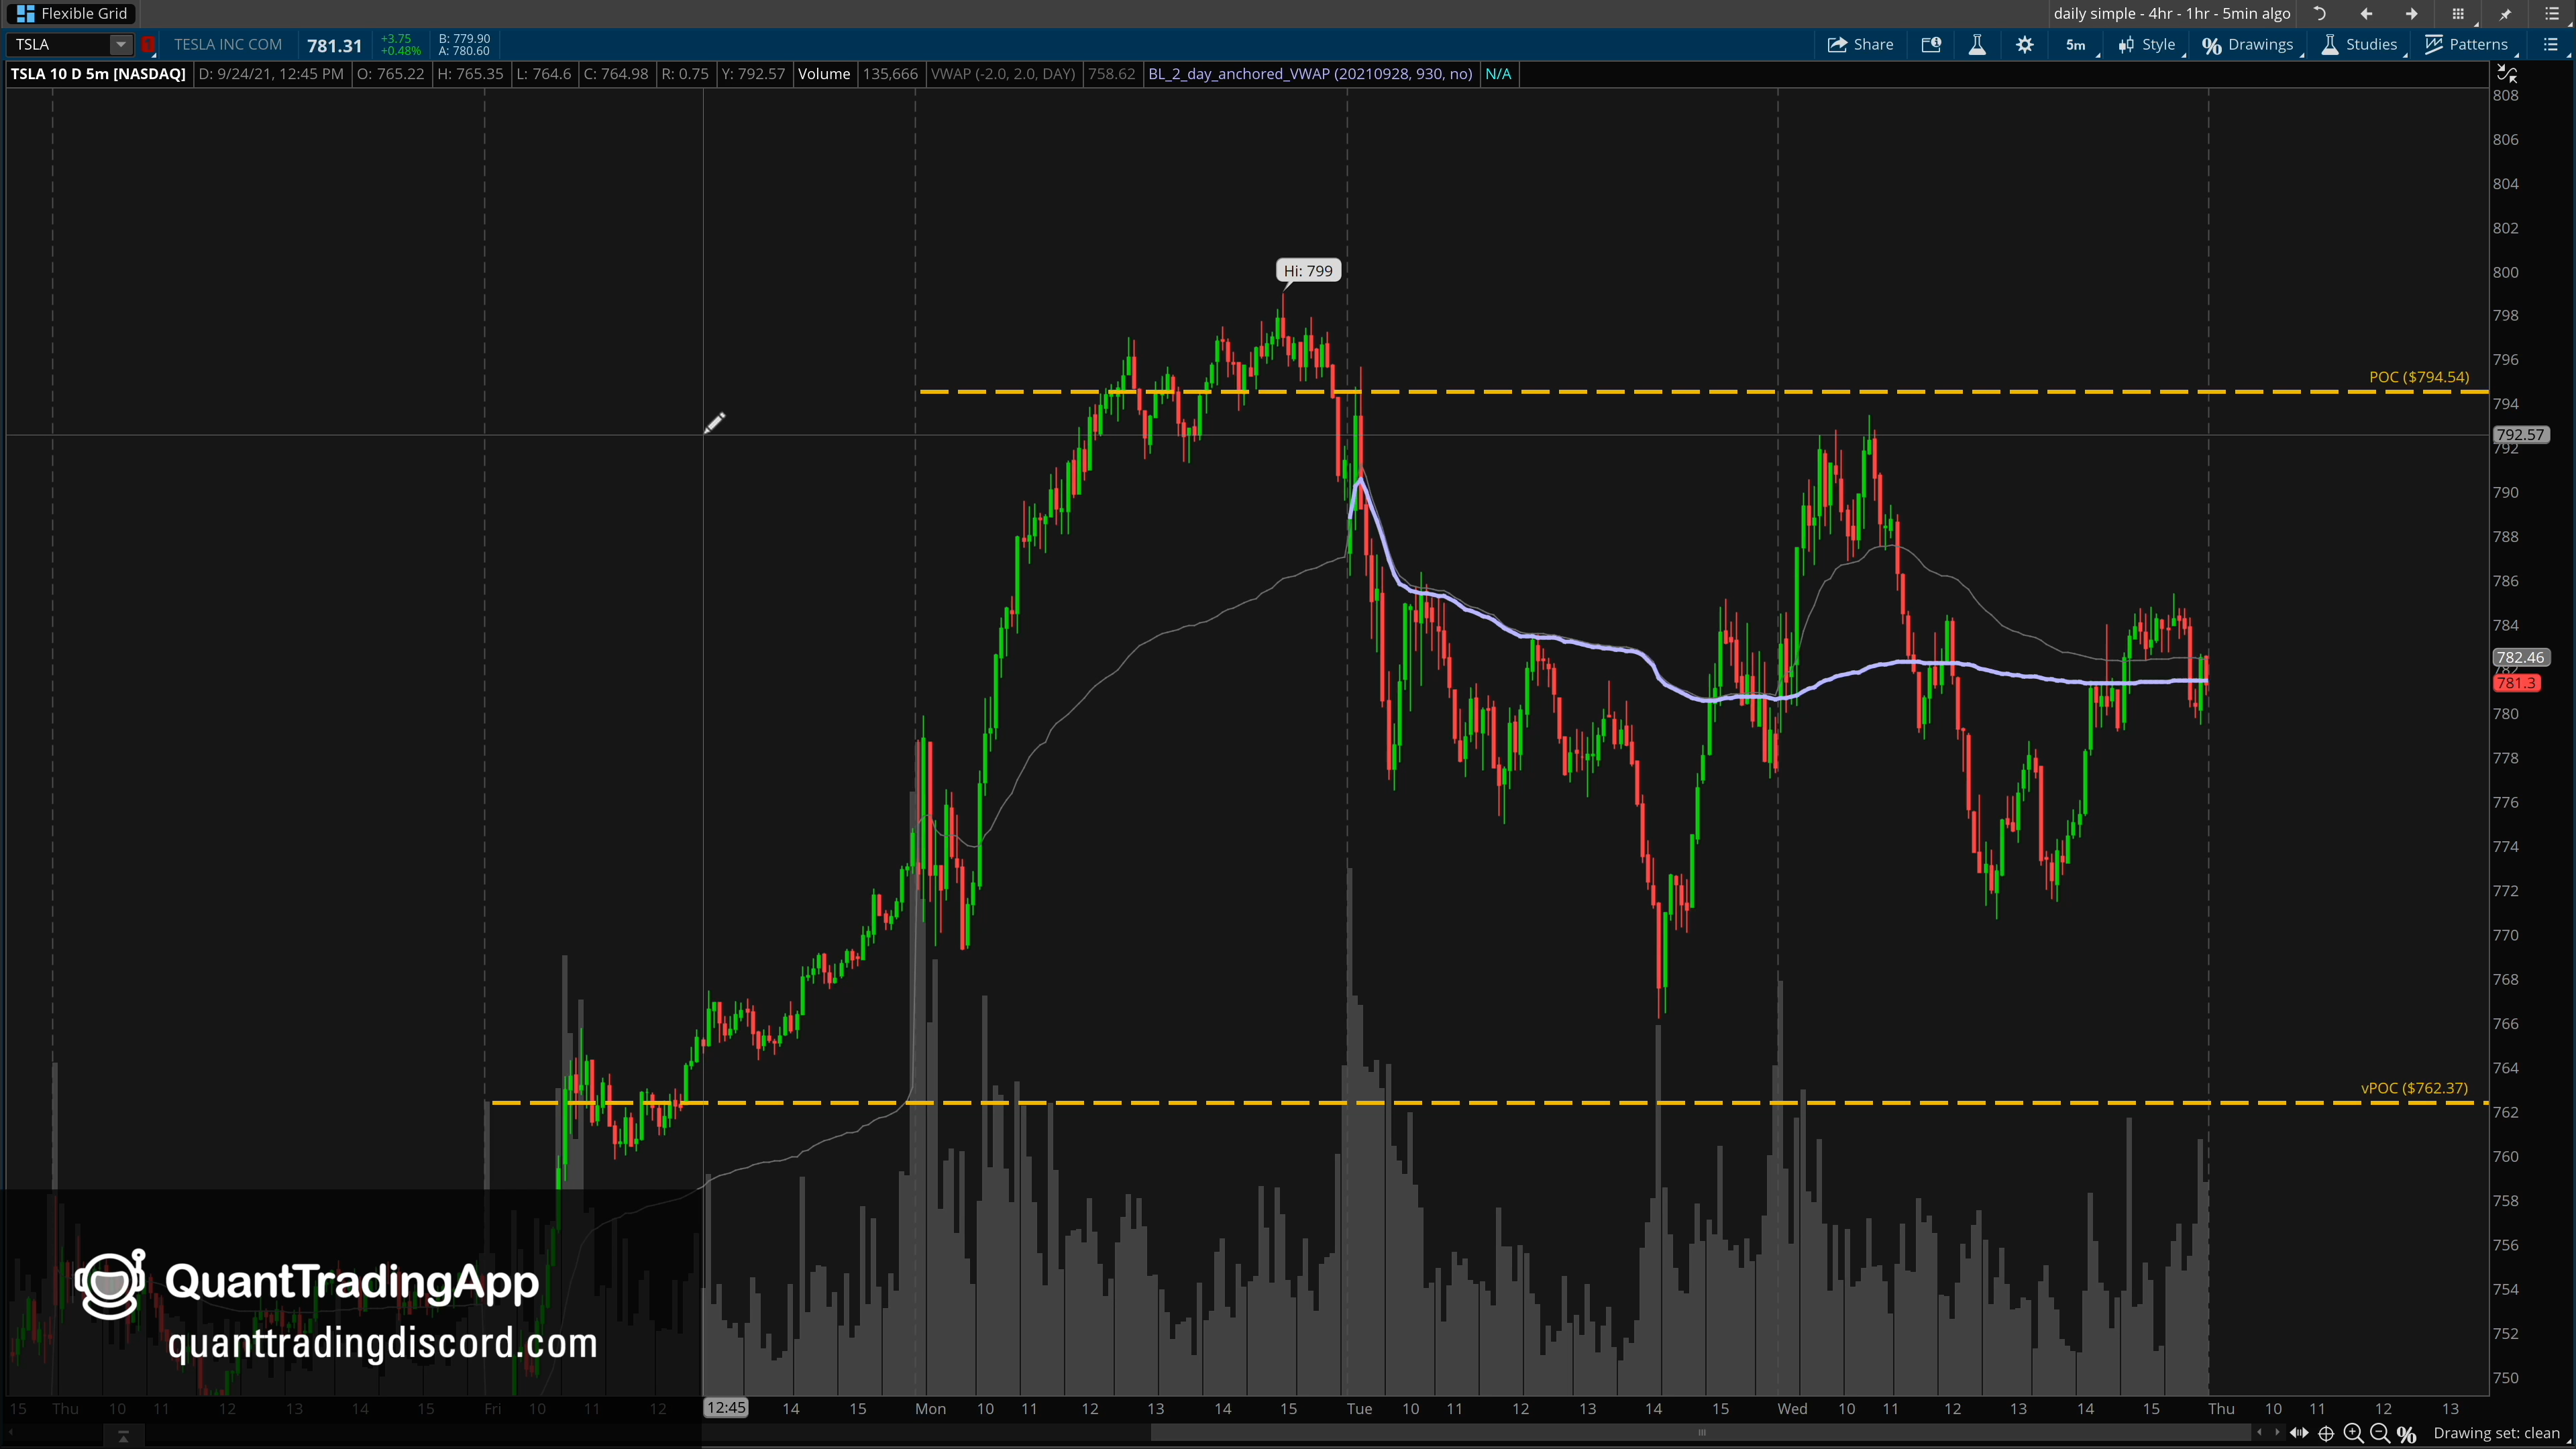 Flexible Grid
daily simple - 4hr - 1hr - 5min algo
TSLA
1
TESLA INC COM
781.31
+3.75
+0.48%
B: 779.90
A: 780.60
Share
5m
Style
Drawings
Studies
Patterns
TSLA 10 D 5m [NASDAQ]
D: 9/24/21, 12:45 PM
O: 765.22
H: 765.35
L: 764.6
C: 764.98
R: 0.75
Y: 792.57
Volume
135,666
VWAP (-2.0, 2.0, DAY)
758.62
BL_2_day_anchored_VWAP (20210928, 930, no)
N/A
808
806
804
802
800
798
796
794
792.57
792
790
788
786
784
782.46
782
781.3
780
778
776
774
772
770
768
766
764
762
760
758
756
754
752
750
Hi: 799
POC ($794.54)
vPOC ($762.37)
QuantTradingApp
quanttradingdiscord.com
15 Thu 10 11 12 13 14 15 Fri 10 11 12 12:45 14 15 Mon 10 11 12 13 14 15 Tue 10 11 12 13 14 15 Wed 10 11 12 13 14 15 Thu 10 11 12 13
Drawing set: clean